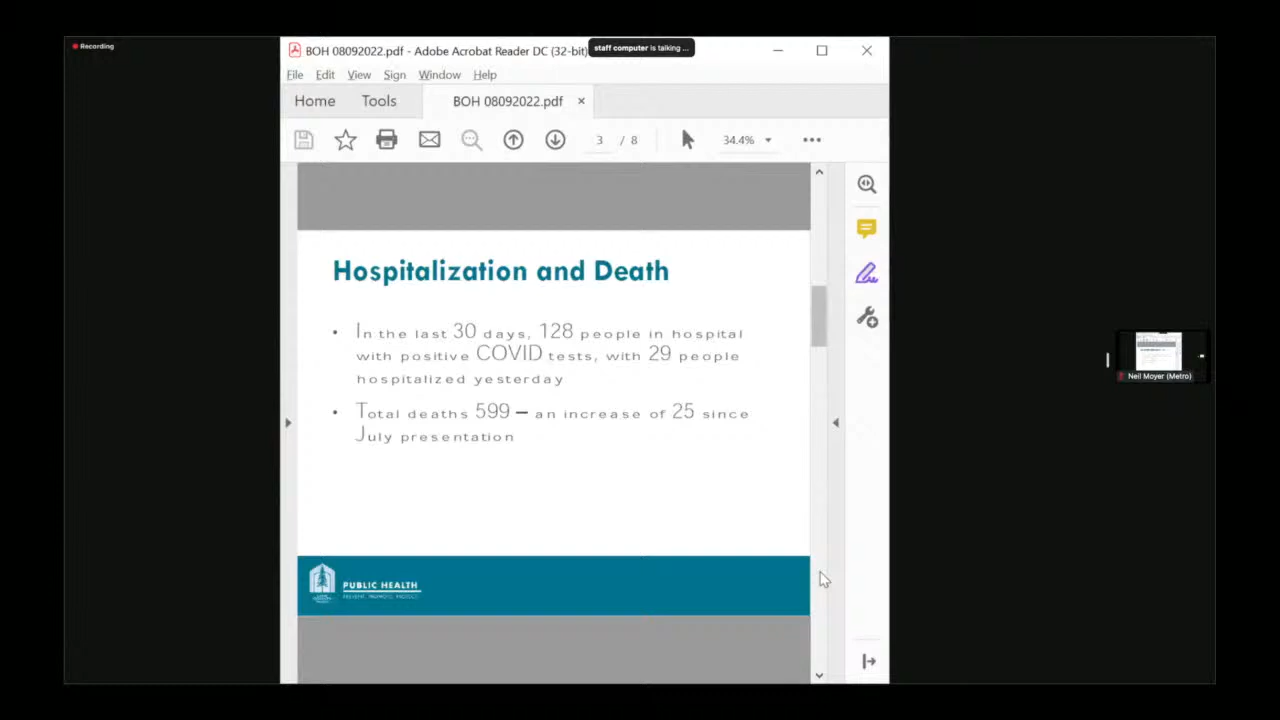 Recording
BOH 08092022.pdf - Adobe Acrobat Reader DC (32-bit)
staff computer is talking ...
File Edit View Sign Window Help
Home Tools BOH 08092022.pdf ×
3 / 8 34.4%
Hospitalization and Death
• In the last 30 days, 128 people in hospital
with positive COVID tests, with 29 people
hospitalized yesterday
• Total deaths 599 – an increase of 25 since
July presentation
PUBLIC HEALTH
Neil Moyer (Metro)